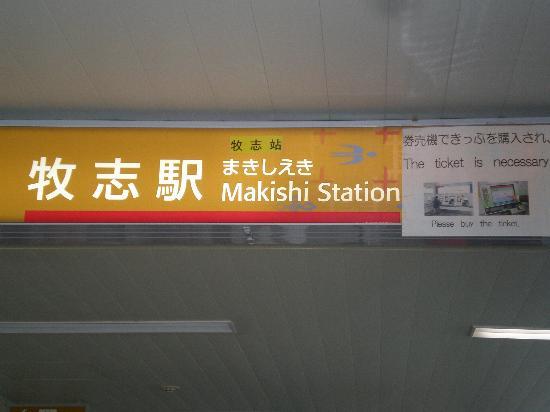 牧志駅
牧志站
まきしえき
Makishi Station
券売機できっぷを購入され
The ticket is necessary
Please buy the ticket.